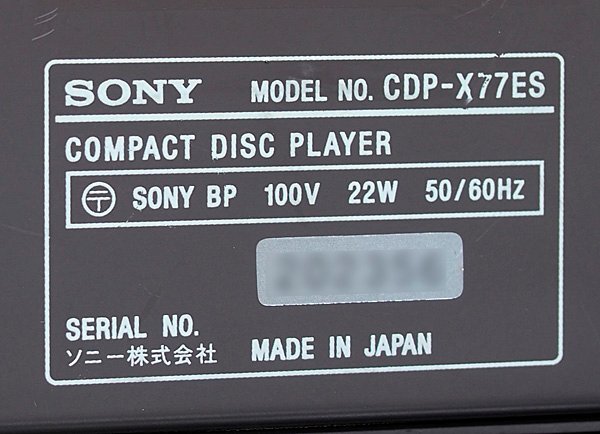 SONY MODEL NO. CDP-X77ES
COMPACT DISC PLAYER
〶 SONY BP 100V 22W 50/60Hz
SERIAL NO.
ソニー株式会社 MADE IN JAPAN